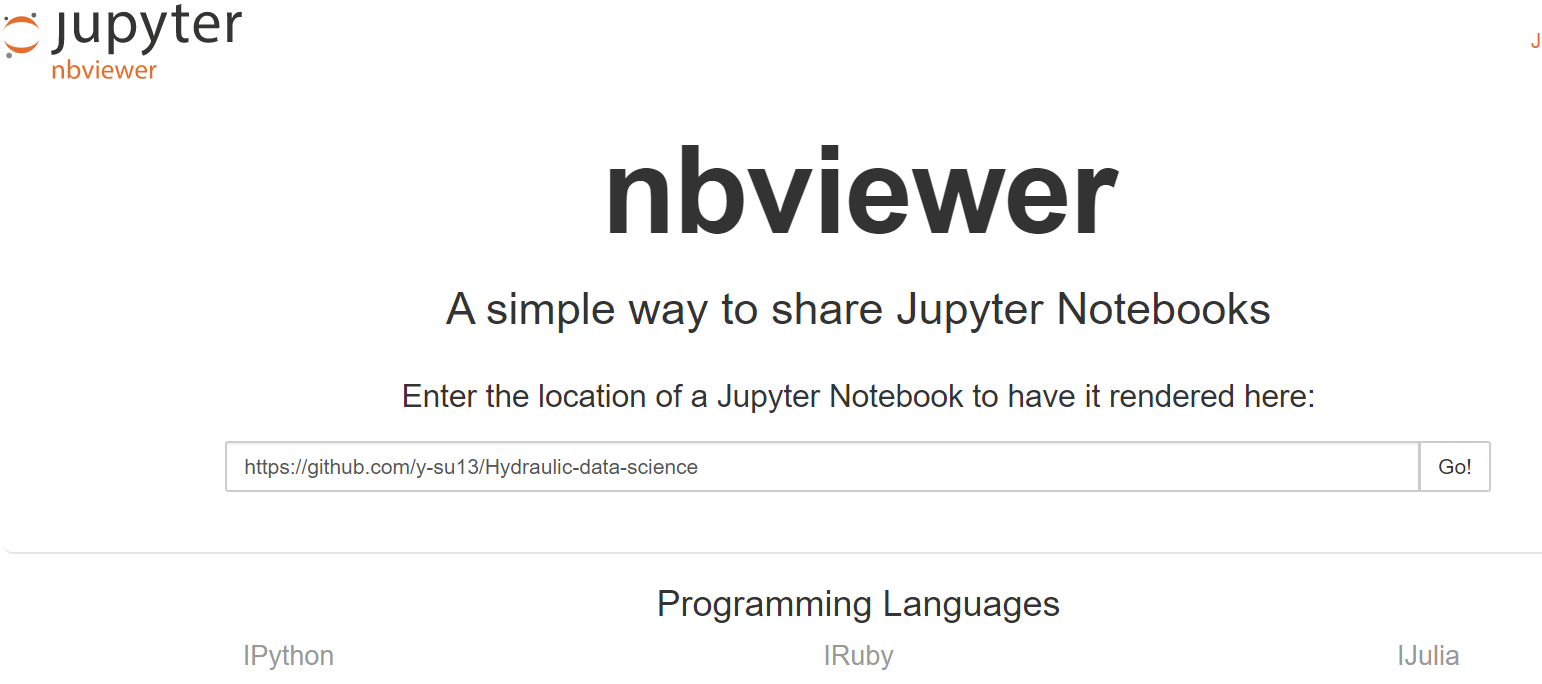 jupyter
nbviewer
J
nbviewer
A simple way to share Jupyter Notebooks
Enter the location of a Jupyter Notebook to have it rendered here:
https://github.com/y-su13/Hydraulic-data-science Go!
Programming Languages
IPython IRuby IJulia